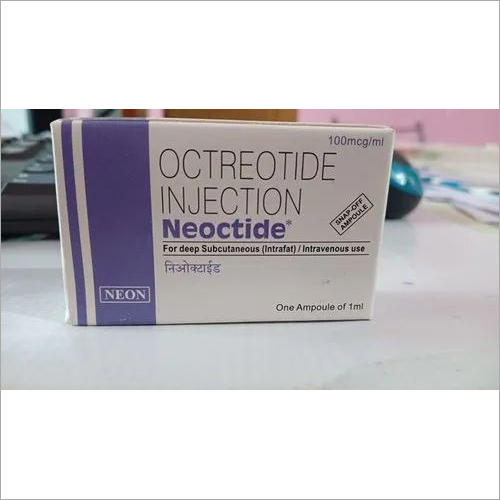 100mcg/ml
OCTREOTIDE
INJECTION
Neoctide*
SNAP-OFF
AMPOULE
For deep Subcutaneous (Intrafat) / Intravenous use
निओक्टाईड
NEON
One Ampoule of 1ml